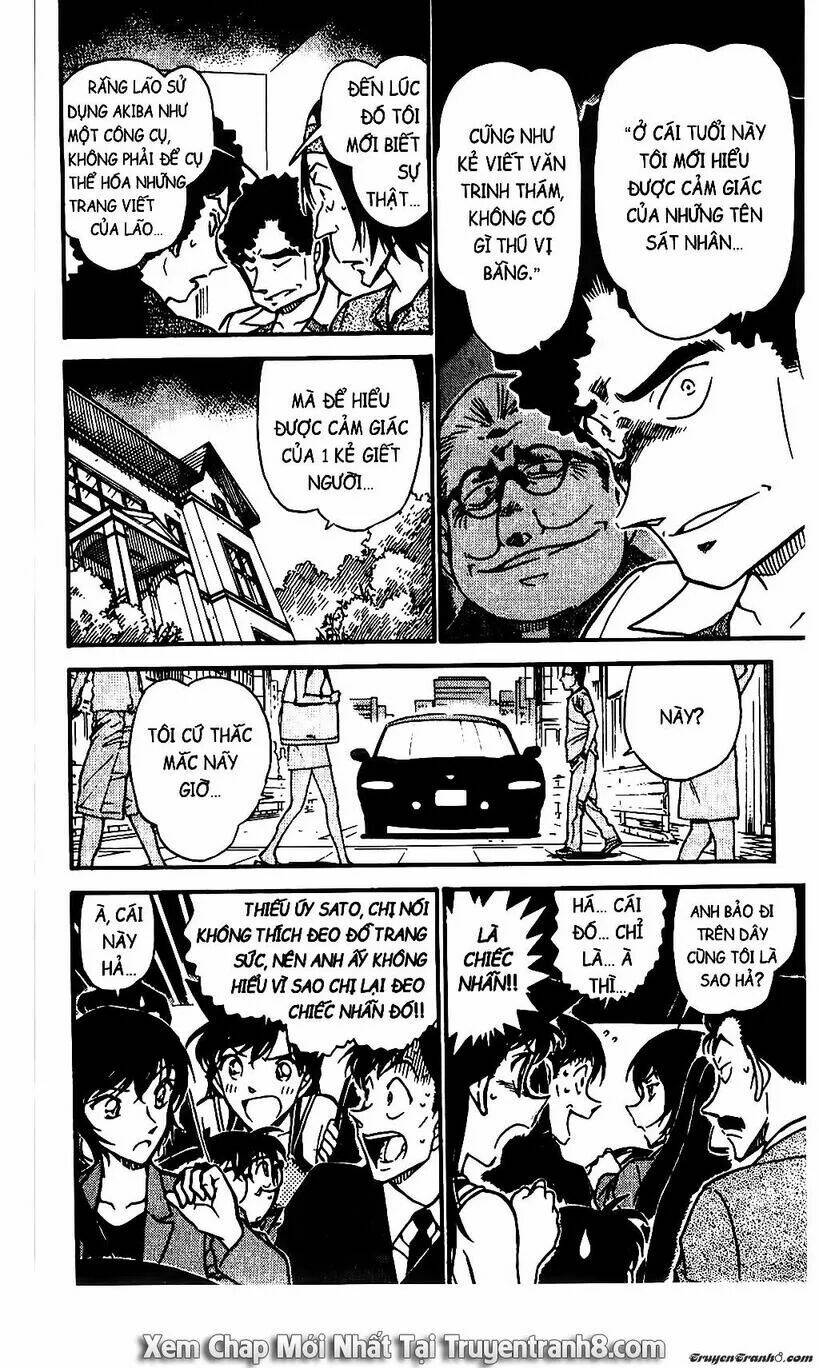 "Ở CÁI TUỔI NÀY
TÔI MỚI HIỂU
ĐƯỢC CẢM GIÁC
CỦA NHỮNG TÊN
SÁT NHÂN...
CŨNG NHƯ
KẺ VIẾT VĂN
TRINH THÁM,
KHÔNG CÓ
GÌ THÚ VỊ
BẰNG."
ĐẾN LÚC
ĐÓ TÔI
MỚI BIẾT
SỰ
THẬT...
RẰNG LÃO SỬ
DỤNG AKIBA NHƯ
MỘT CÔNG CỤ,
KHÔNG PHẢI ĐỂ CỤ
THỂ HÓA NHỮNG
TRANG VIẾT
CỦA LÃO...
MÀ ĐỂ HIỂU
ĐƯỢC CẢM GIÁC
CỦA 1 KẺ GIẾT
NGƯỜI...
NÀY?
TÔI CỨ THẮC
MẮC NÃY
GIỜ...
ANH BẢO ĐI
TRÊN DÂY
CÙNG TÔI LÀ
SAO HẢ?
HÁ... CÁI
ĐÓ... CHỈ
LÀ... À
THÌ...
LÀ
CHIẾC
NHẪN!!
THIẾU ÚY SATO, CHỊ NÓI
KHÔNG THÍCH ĐEO ĐỒ TRANG
SỨC, NÊN ANH ẤY KHÔNG
HIỂU VÌ SAO CHỊ LẠI ĐEO
CHIẾC NHẪN ĐÓ!!
À, CÁI
NÀY
HẢ...
Xem Chap Mới Nhất Tại Truyentranh8.com
TruyenTranh8.com